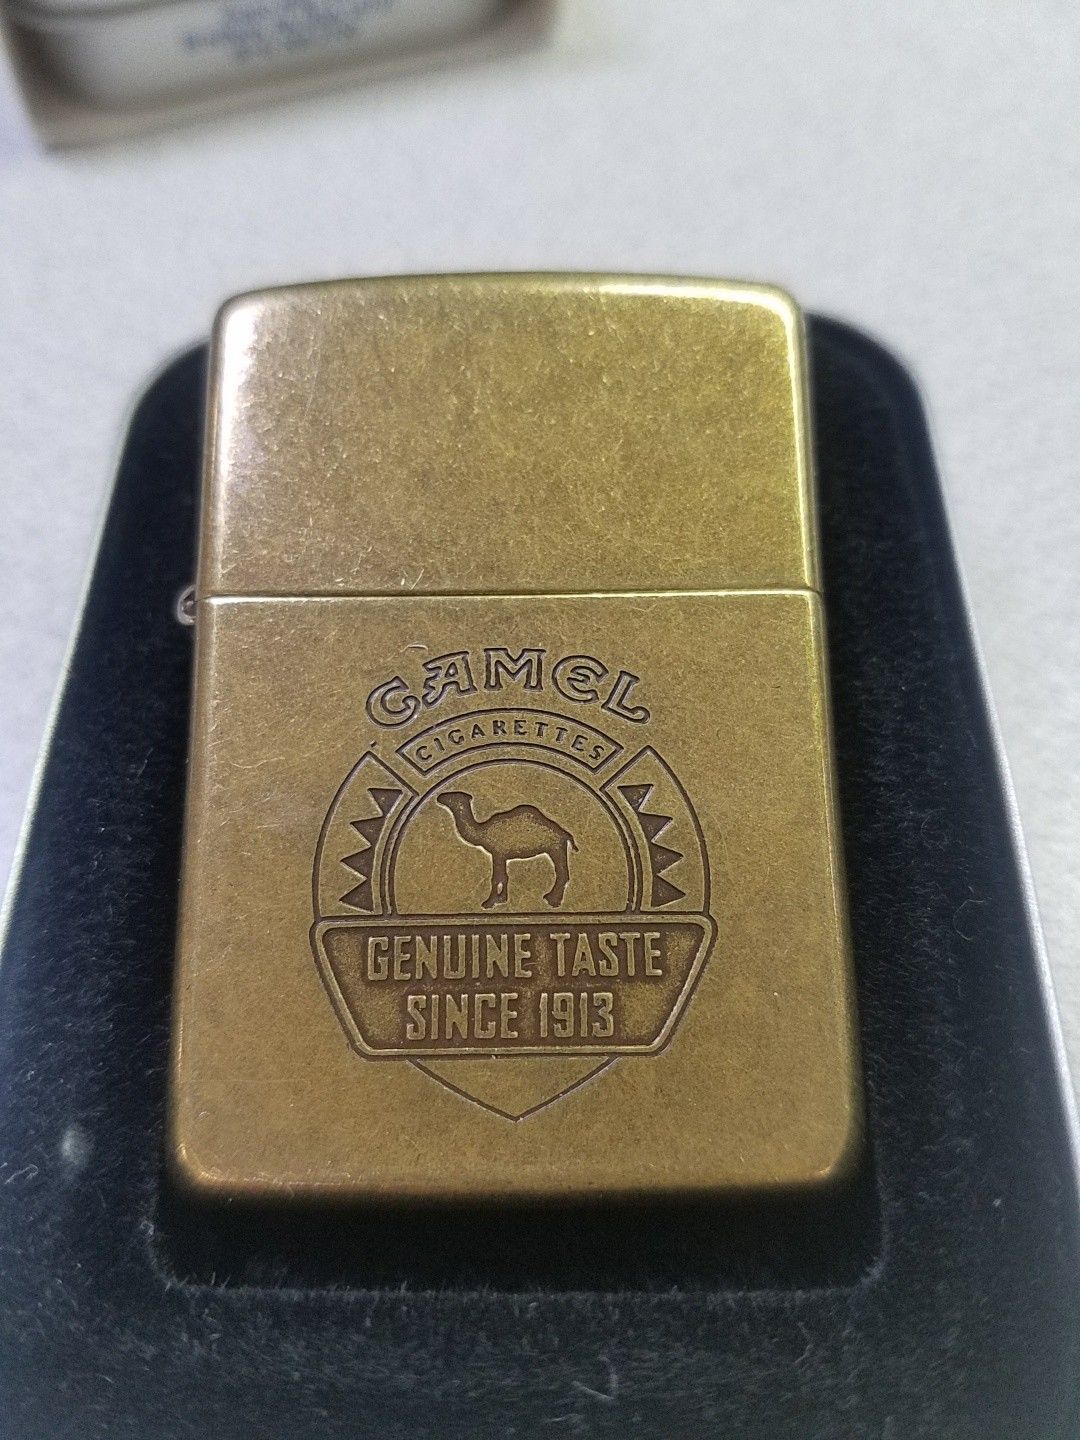 CAMEL
CIGARETTES
GENUINE TASTE
SINCE 1913